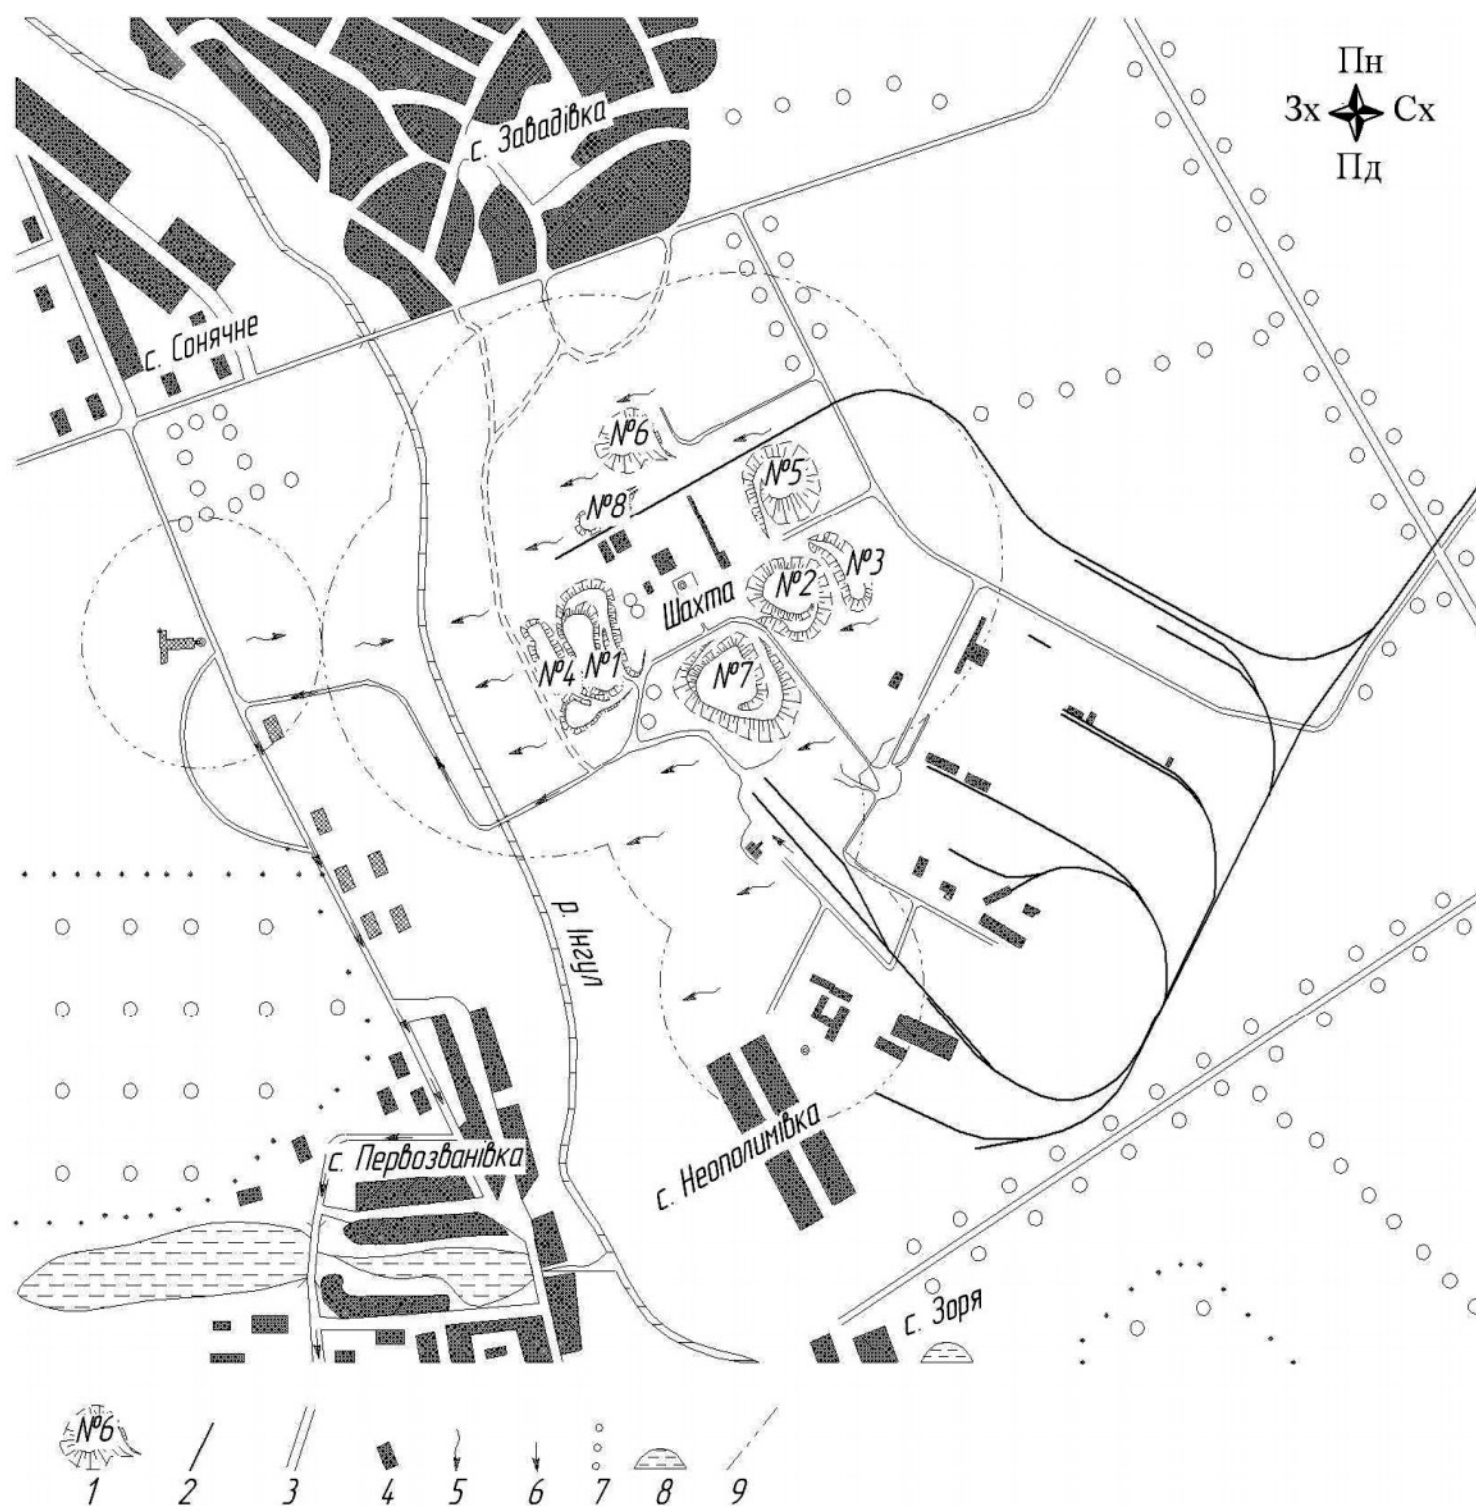 Пн
Зх Сх
Пд
с. Завадівка
с. Сонячне
№6
№5
№8
№3
№2
Шахта
№4
№1
№7
р. Інгул
с. Первозванівка
с. Неополимівка
с. Зоря
№6
1 2 3 4 5 6 7 8 9